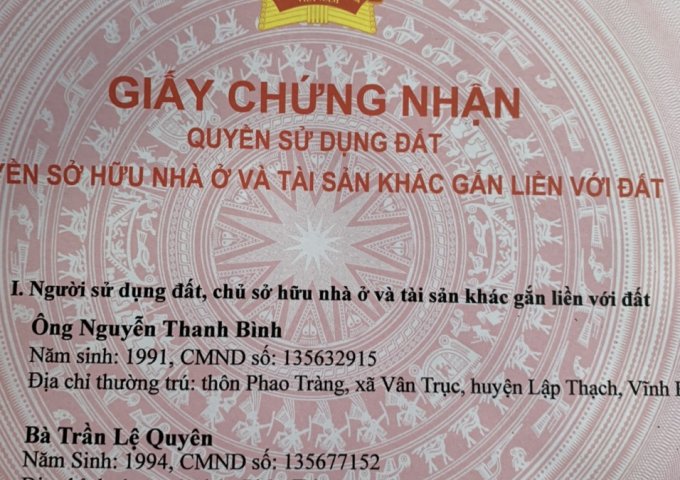 VIỆT NAM
GIẤY CHỨNG NHẬN
QUYỀN SỬ DỤNG ĐẤT
SỞ HỮU NHÀ Ở VÀ TÀI SẢN KHÁC GẮN LIỀN VỚI ĐẤT
I. Người sử dụng đất, chủ sở hữu nhà ở và tài sản khác gắn liền với đất
Ông Nguyễn Thanh Bình
Năm sinh: 1991, CMND số: 135632915
Địa chỉ thường trú: thôn Phao Tràng, xã Vân Trục, huyện Lập Thạch, Vĩnh
Bà Trần Lệ Quyên
Năm Sinh: 1994, CMND số: 135677152